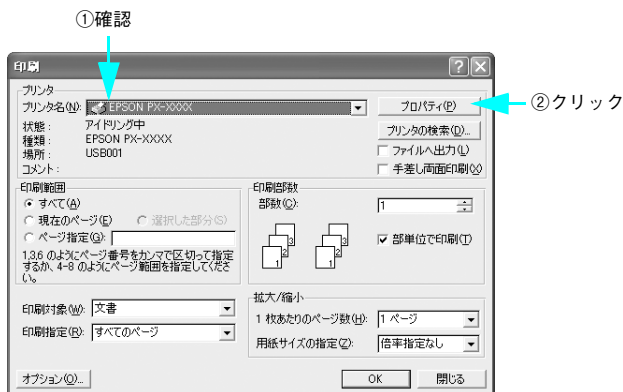 ①確認
印刷
プリンタ
プリンタ名(N): EPSON PX-XXXX
プロパティ(P)
②クリック
状態: アイドリング中
種類: EPSON PX-XXXX
場所: USB001
コメント:
プリンタの検索(D)...
ファイルへ出力(L)
手差し両面印刷(X)
印刷範囲
すべて(A)
現在のページ(E) 選択した部分(S)
ページ指定(G):
1,3,6 のようにページ番号をカンマで区切って指定
するか、4-8 のようにページ範囲を指定してくださ
い。
印刷部数
部数(C): 1
1 2 3 1 2 3
部単位で印刷(T)
印刷対象(W): 文書
印刷指定(R): すべてのページ
拡大/縮小
1 枚あたりのページ数(H): 1 ページ
用紙サイズの指定(Z): 倍率指定なし
オプション(O)...
OK 閉じる